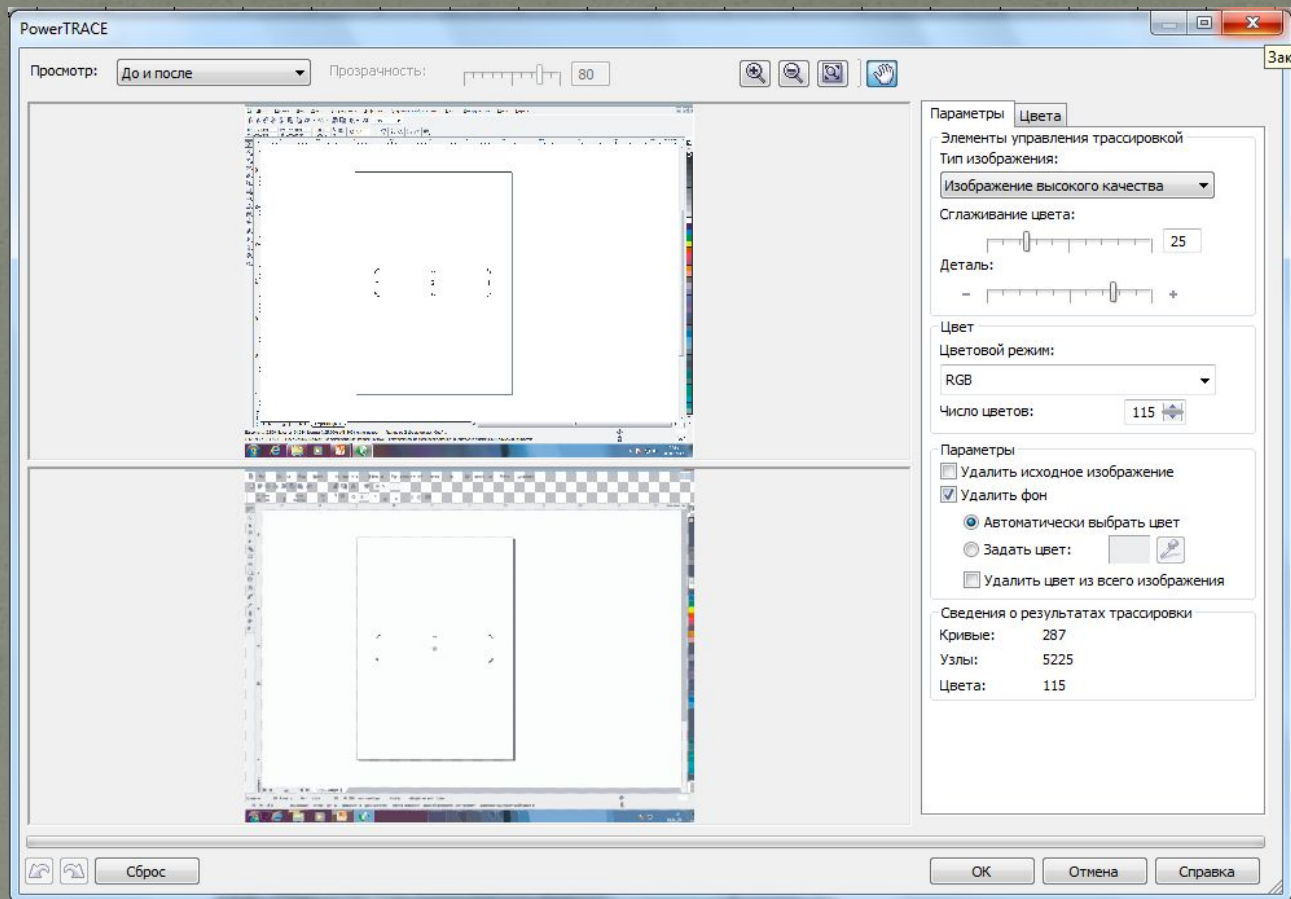 PowerTRACE
Зак
Просмотр:
До и после
Прозрачность:
80
Параметры
Цвета
Элементы управления трассировкой
Тип изображения:
Изображение высокого качества
Сглаживание цвета:
25
Деталь:
- +
Цвет
Цветовой режим:
RGB
Число цветов: 115
Параметры
Удалить исходное изображение
Удалить фон
Автоматически выбрать цвет
Задать цвет:
Удалить цвет из всего изображения
Сведения о результатах трассировки
Кривые: 287
Узлы: 5225
Цвета: 115
Сброс
ОК
Отмена
Справка